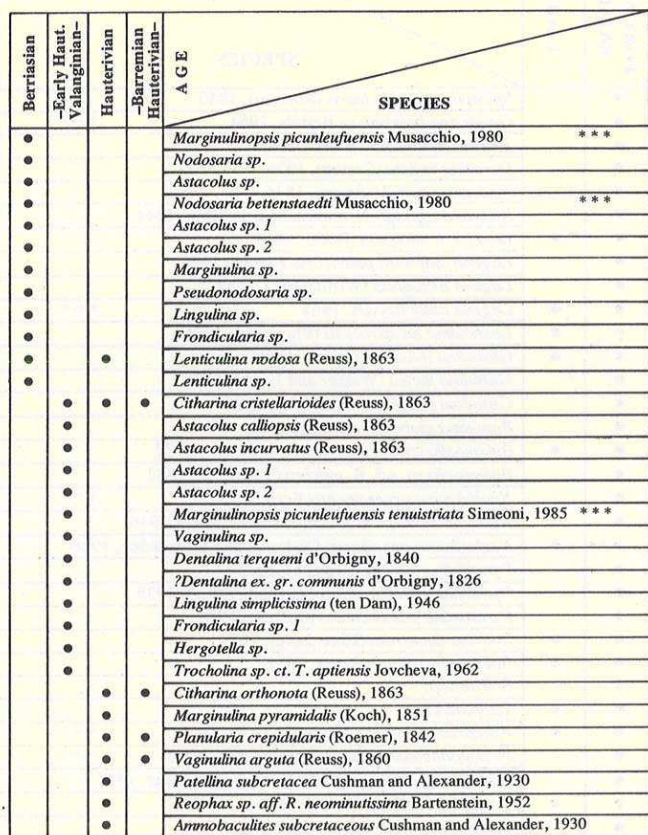 Berriasian
–Early Haut.
Valanginian–
Hauterivian
–Barremian
Hauterivian–
AGE
SPECIES
● Marginulinopsis picunleufuensis Musacchio, 1980 * * *
● Nodosaria sp.
● Astacolus sp.
● Nodosaria bettenstaedti Musacchio, 1980 * * *
● Astacolus sp. 1
● Astacolus sp. 2
● Marginulina sp.
● Pseudonodosaria sp.
● Lingulina sp.
● Frondicularia sp.
● ● Lenticulina nodosa (Reuss), 1863
● Lenticulina sp.
● ● ● Citharina cristellarioides (Reuss), 1863
● Astacolus calliopsis (Reuss), 1863
● Astacolus incurvatus (Reuss), 1863
● Astacolus sp. 1
● Astacolus sp. 2
● Marginulinopsis picunleufuensis tenuistriata Simeoni, 1985 * * *
● Vaginulina sp.
● Dentalina terquemi d'Orbigny, 1840
● ?Dentalina ex. gr. communis d'Orbigny, 1826
● Lingulina simplicissima (ten Dam), 1946
● Frondicularia sp. 1
● Hergotella sp.
● Trocholina sp. ct. T. aptiensis Jovcheva, 1962
● ● Citharina orthonota (Reuss), 1863
● Marginulina pyramidalis (Koch), 1851
● ● Planularia crepidularis (Roemer), 1842
● ● Vaginulina arguta (Reuss), 1860
● Patellina subcretacea Cushman and Alexander, 1930
● Reophax sp. aff. R. neominutissima Bartenstein, 1952
● Ammobaculites subcretaceous Cushman and Alexander, 1930